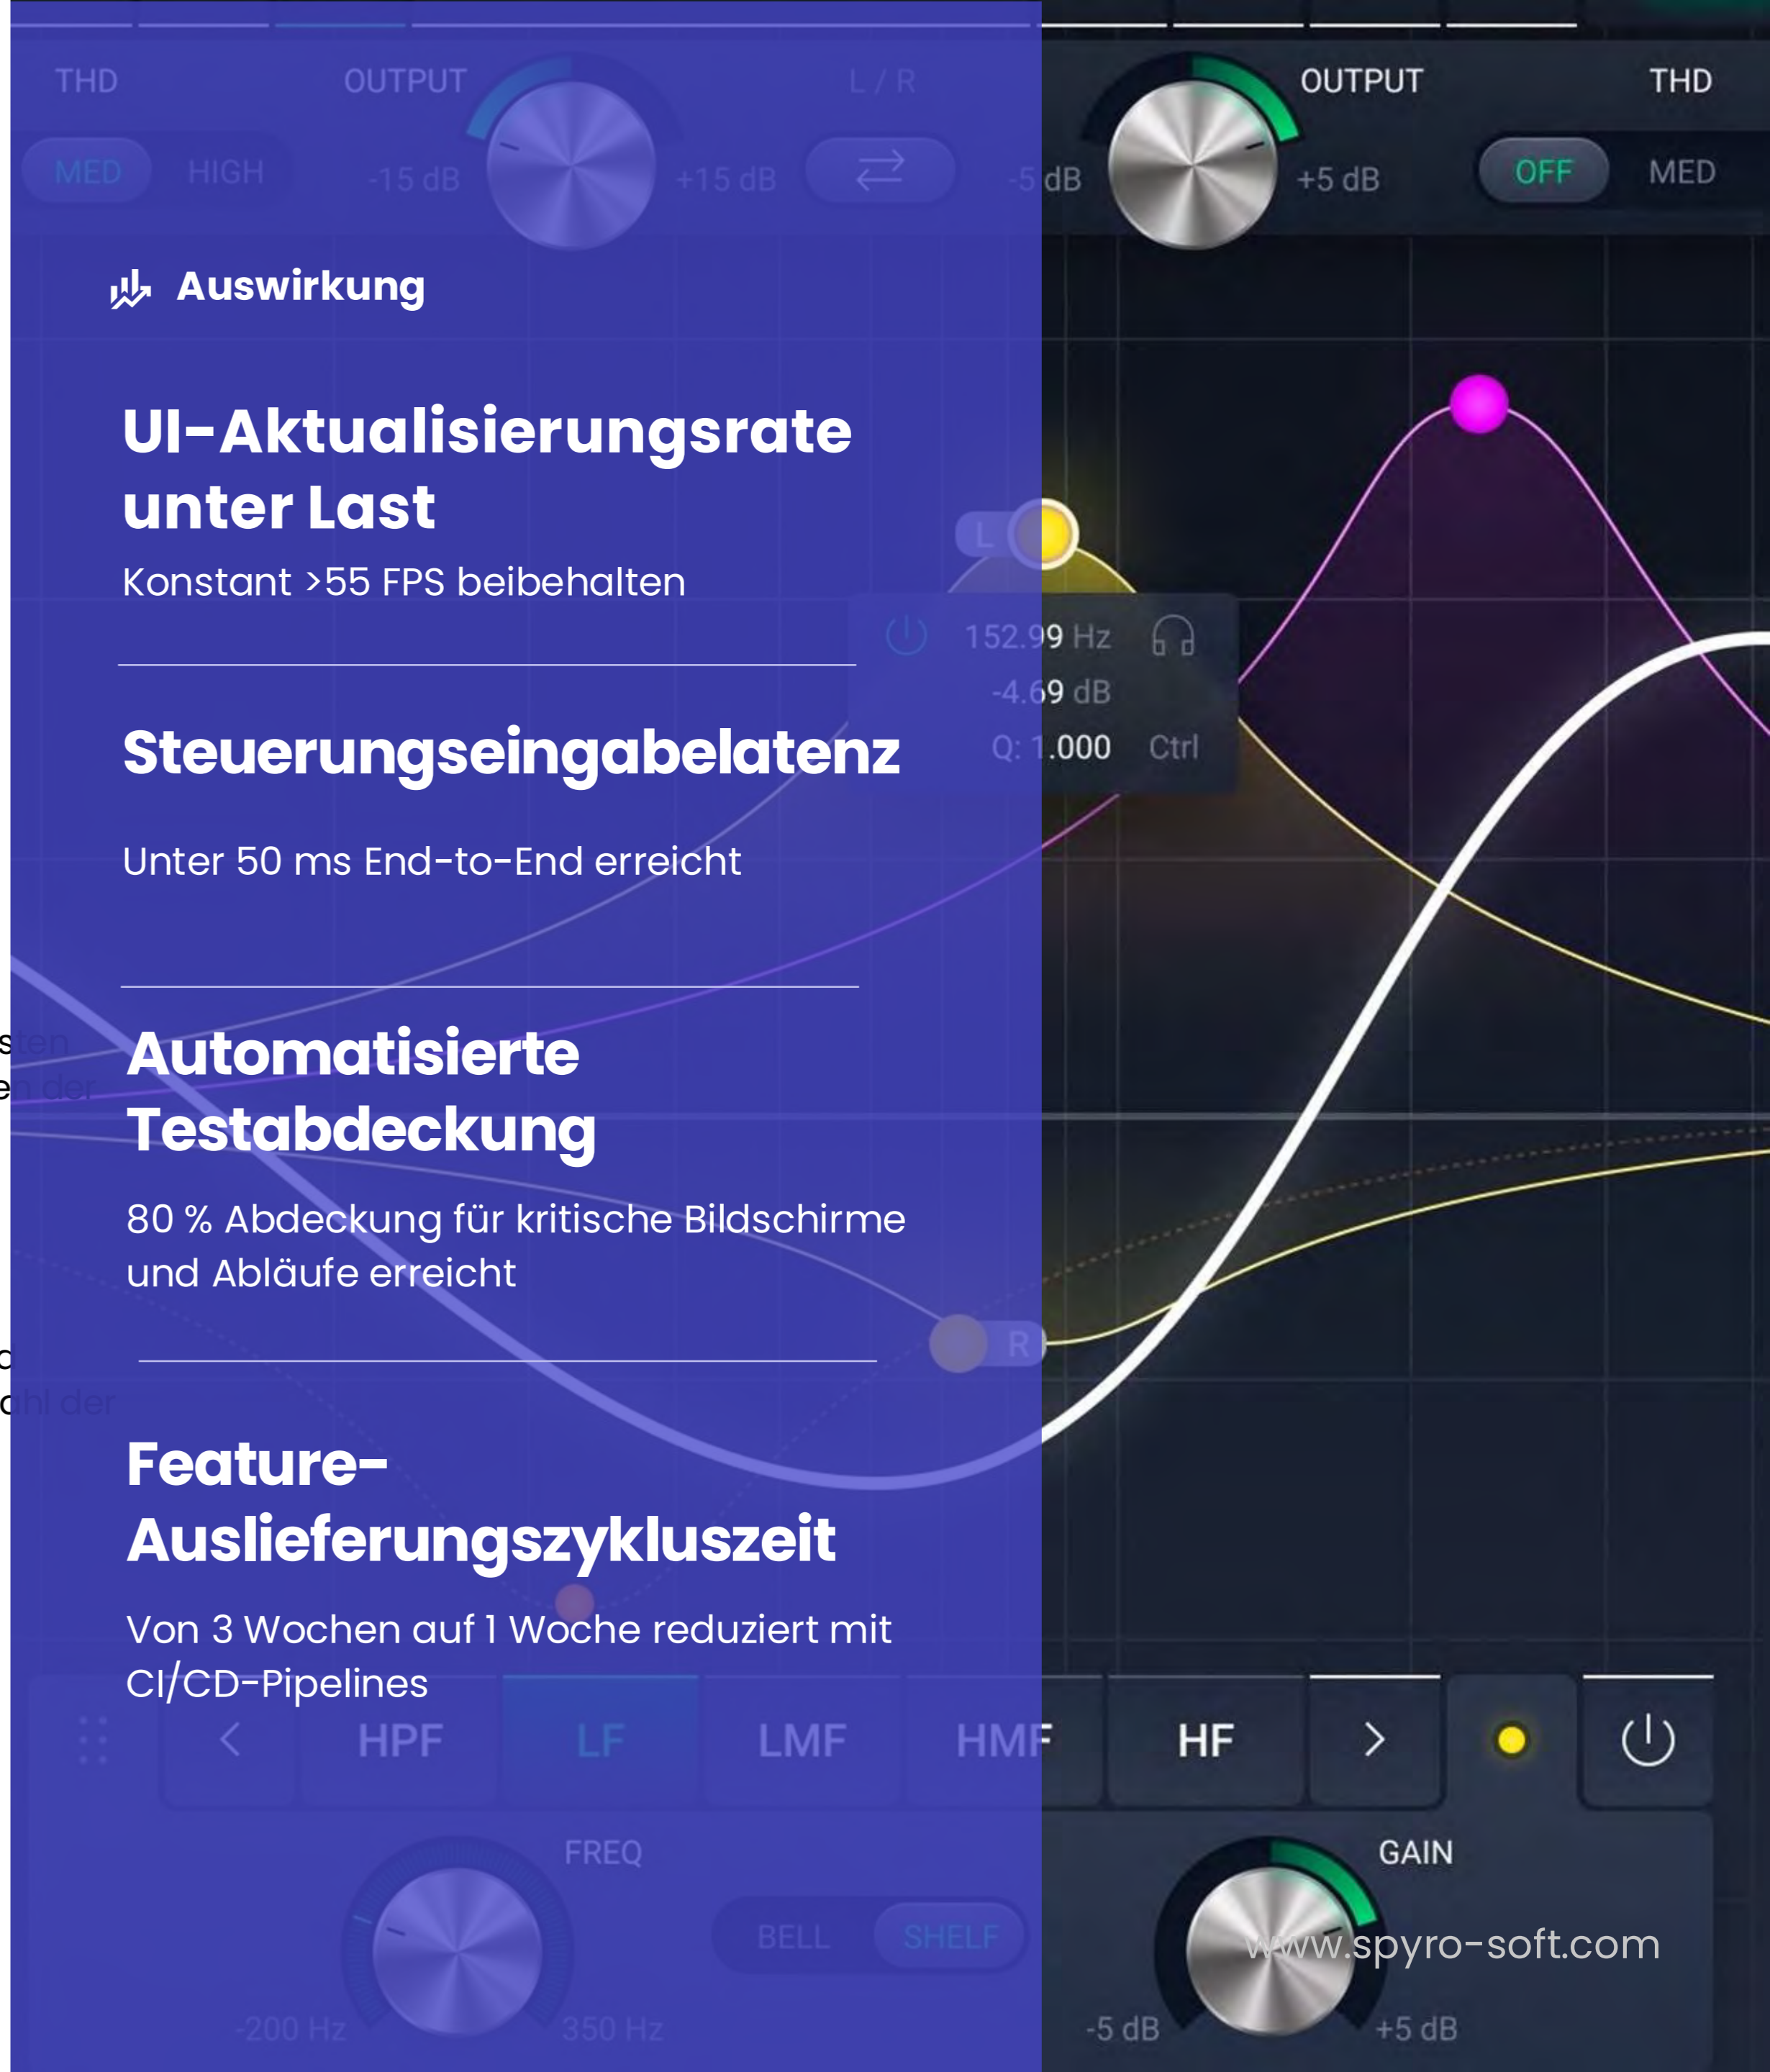 THD
OUTPUT
L / R
OUTPUT
THD
MED
HIGH
-15 dB
+15 dB
-5 dB
+5 dB
OFF
MED
Auswirkung
UI-Aktualisierungsrate
unter Last
Konstant >55 FPS beibehalten
L
152.99 Hz
-4.69 dB
Q: 1.000
Ctrl
Steuerungseingabelatenz
Unter 50 ms End-to-End erreicht
Automatisierte
Testabdeckung
80 % Abdeckung für kritische Bildschirme
und Abläufe erreicht
R
Feature-
Auslieferungszykluszeit
Von 3 Wochen auf 1 Woche reduziert mit
CI/CD-Pipelines
HPF
LF
LMF
HMF
HF
FREQ
GAIN
BELL
SHELF
www.spyro-soft.com
-200 Hz
350 Hz
-5 dB
+5 dB